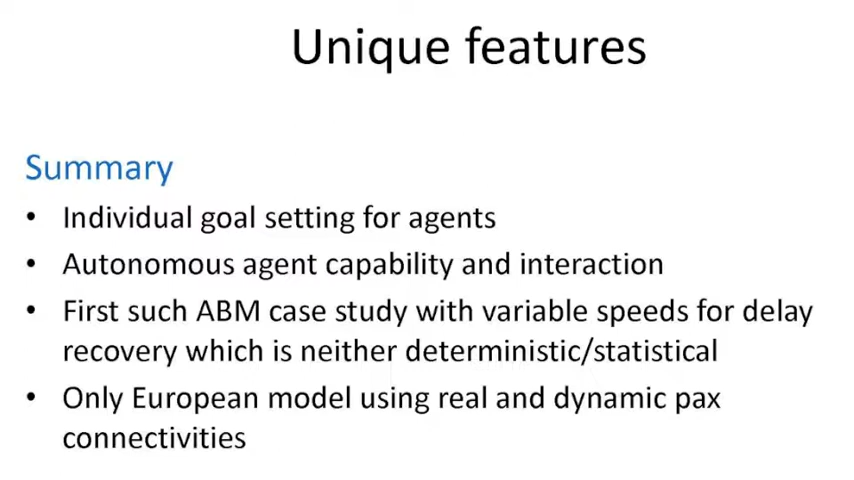 Unique features
Summary
• Individual goal setting for agents
• Autonomous agent capability and interaction
• First such ABM case study with variable speeds for delay
recovery which is neither deterministic/statistical
• Only European model using real and dynamic pax
connectivities